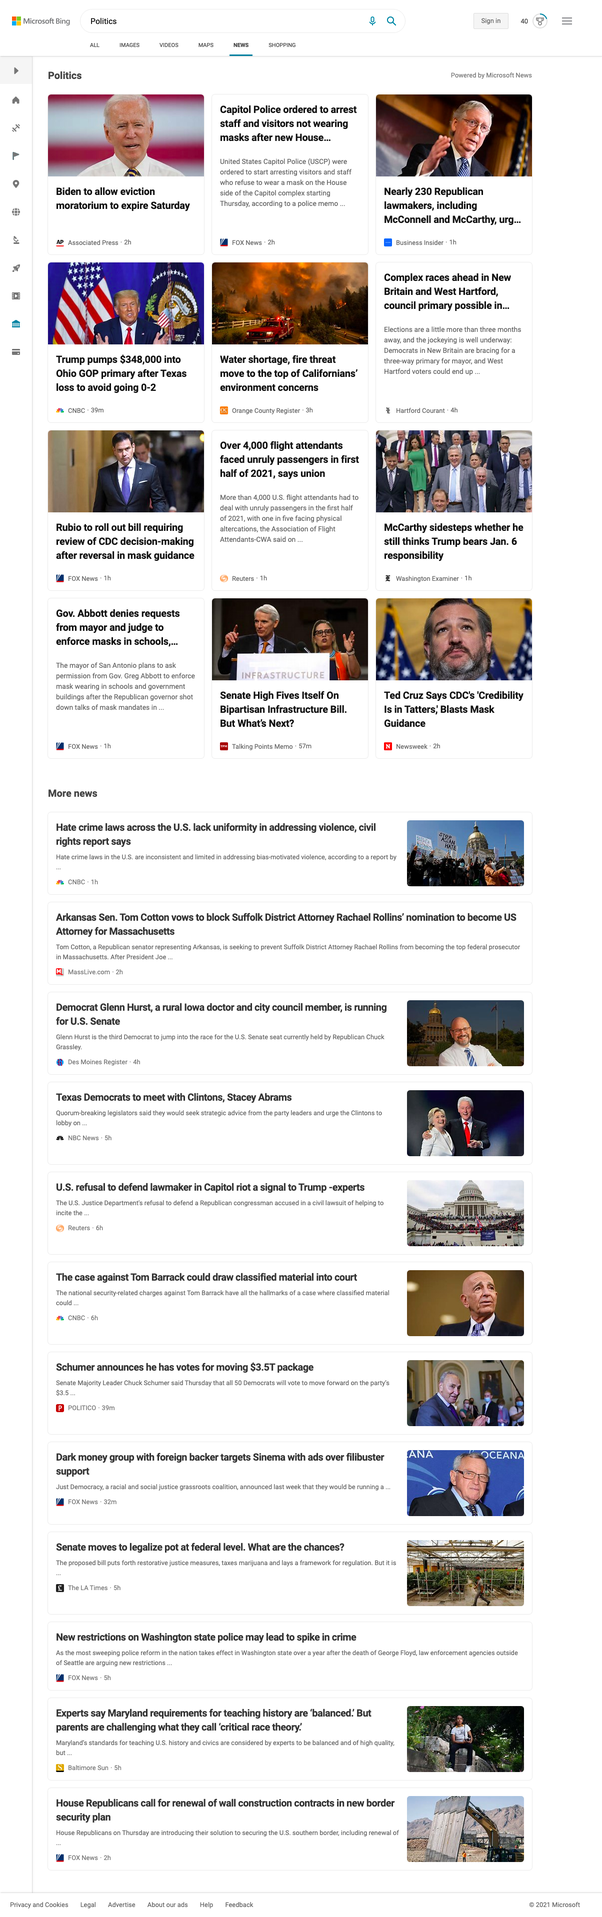 Microsoft Bing
Politics
Sign in
40
ALL
IMAGES
VIDEOS
MAPS
NEWS
SHOPPING
Politics
Powered by Microsoft News
Biden to allow eviction
moratorium to expire Saturday
AP
Associated Press · 2h
Capitol Police ordered to arrest
staff and visitors not wearing
masks after new House...
United States Capitol Police (USCP) were
ordered to start arresting visitors and staff
who refuse to wear a mask on the House
side of the Capitol complex starting
Thursday, according to a police memo ...
FOX News · 2h
Nearly 230 Republican
lawmakers, including
McConnell and McCarthy, urg...
Business Insider · 1h
Trump pumps $348,000 into
Ohio GOP primary after Texas
loss to avoid going 0-2
CNBC · 39m
Water shortage, fire threat
move to the top of Californians'
environment concerns
Orange County Register · 3h
Complex races ahead in New
Britain and West Hartford,
council primary possible in...
Elections are a little more than three months
away, and the jockeying is well underway:
Democrats in New Britain are bracing for a
three-way primary for mayor, and West
Hartford voters could end up ...
Hartford Courant · 4h
Rubio to roll out bill requiring
review of CDC decision-making
after reversal in mask guidance
FOX News · 1h
Over 4,000 flight attendants
faced unruly passengers in first
half of 2021, says union
More than 4,000 U.S. flight attendants had to
deal with unruly passengers in the first half
of 2021, with one in five facing physical
altercations, the Association of Flight
Attendants-CWA said on ...
Reuters · 1h
McCarthy sidesteps whether he
still thinks Trump bears Jan. 6
responsibility
Washington Examiner · 1h
Gov. Abbott denies requests
from mayor and judge to
enforce masks in schools,...
The mayor of San Antonio plans to ask
permission from Gov. Greg Abbott to enforce
mask wearing in schools and government
buildings after the Republican governor shot
down talks of mask mandates in ...
FOX News · 1h
INFRASTRUCTURE
Senate High Fives Itself On
Bipartisan Infrastructure Bill.
But What's Next?
Talking Points Memo · 57m
Ted Cruz Says CDC's 'Credibility
Is in Tatters,' Blasts Mask
Guidance
Newsweek · 2h
More news
Hate crime laws across the U.S. lack uniformity in addressing violence, civil
rights report says
Hate crime laws in the U.S. are inconsistent and limited in addressing bias-motivated violence, according to a report by
...
CNBC · 1h
Arkansas Sen. Tom Cotton vows to block Suffolk District Attorney Rachael Rollins' nomination to become US
Attorney for Massachusetts
Tom Cotton, a Republican senator representing Arkansas, is seeking to prevent Suffolk District Attorney Rachael Rollins from becoming the top federal prosecutor
in Massachusetts. After President Joe ...
MassLive.com · 2h
Democrat Glenn Hurst, a rural Iowa doctor and city council member, is running
for U.S. Senate
Glenn Hurst is the third Democrat to jump into the race for the U.S. Senate seat currently held by Republican Chuck
Grassley.
Des Moines Register · 4h
Texas Democrats to meet with Clintons, Stacey Abrams
Quorum-breaking legislators said they would seek strategic advice from the party leaders and urge the Clintons to
lobby on ...
NBC News · 5h
U.S. refusal to defend lawmaker in Capitol riot a signal to Trump -experts
The U.S. Justice Department's refusal to defend a Republican congressman accused in a civil lawsuit of helping to
incite the ...
Reuters · 6h
The case against Tom Barrack could draw classified material into court
The national security-related charges against Tom Barrack have all the hallmarks of a case where classified material
could ...
CNBC · 6h
Schumer announces he has votes for moving $3.5T package
Senate Majority Leader Chuck Schumer said Thursday that all 50 Democrats will vote to move forward on the party's
$3.5 ...
POLITICO · 39m
Dark money group with foreign backer targets Sinema with ads over filibuster
support
Just Democracy, a racial and social justice grassroots coalition, announced last week that they would be running a ...
FOX News · 32m
OCEANA
Senate moves to legalize pot at federal level. What are the chances?
The proposed bill puts forth restorative justice measures, taxes marijuana and lays a framework for regulation. But it is
...
The LA Times · 5h
New restrictions on Washington state police may lead to spike in crime
As the most sweeping police reform in the nation takes effect in Washington state over a year after the death of George Floyd, law enforcement agencies outside
of Seattle are arguing new restrictions ...
FOX News · 5h
Experts say Maryland requirements for teaching history are 'balanced.' But
parents are challenging what they call 'critical race theory.'
Maryland's standards for teaching U.S. history and civics are considered by experts to be balanced and of high quality,
but ...
Baltimore Sun · 5h
House Republicans call for renewal of wall construction contracts in new border
security plan
House Republicans on Thursday are introducing their solution to securing the U.S. southern border, including renewal of
...
FOX News · 2h
Privacy and Cookies
Legal
Advertise
About our ads
Help
Feedback
© 2021 Microsoft